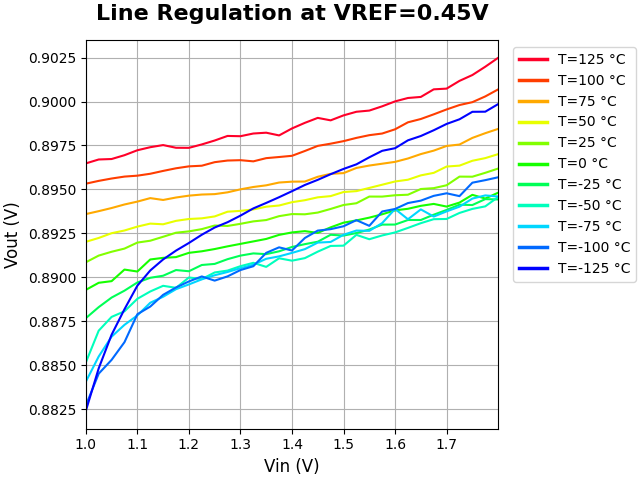 Line Regulation at VREF=0.45V
Vout (V)
0.9025
0.9000
0.8975
0.8950
0.8925
0.8900
0.8875
0.8850
0.8825
1.0 1.1 1.2 1.3 1.4 1.5 1.6 1.7
Vin (V)
T=125 °C
T=100 °C
T=75 °C
T=50 °C
T=25 °C
T=0 °C
T=-25 °C
T=-50 °C
T=-75 °C
T=-100 °C
T=-125 °C